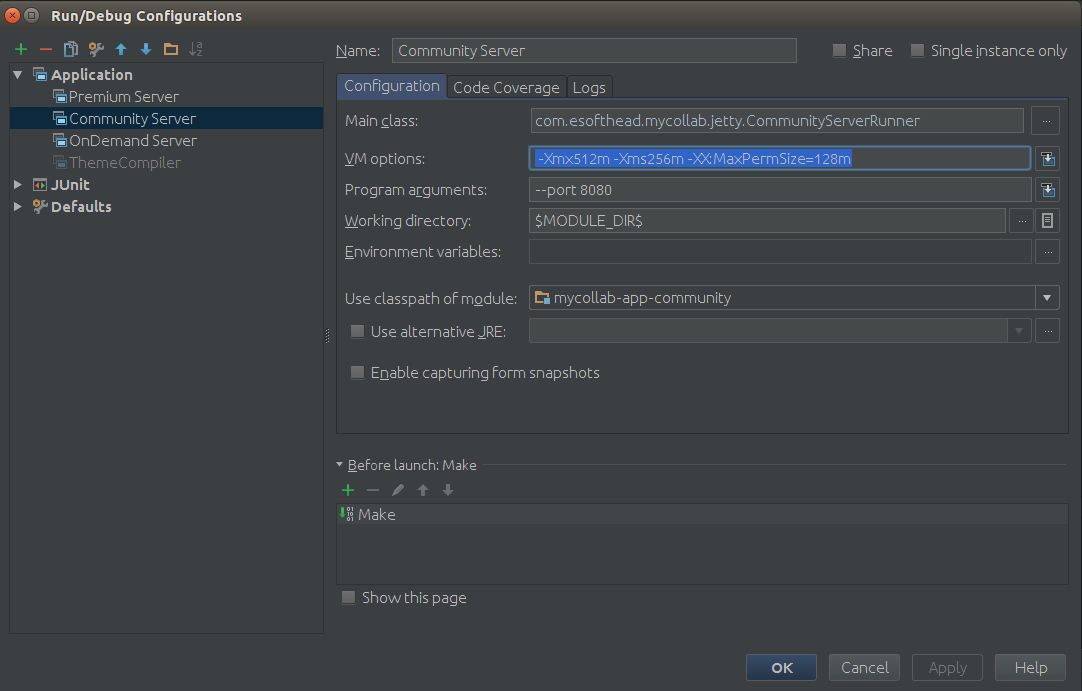 Run/Debug Configurations
Name: Community Server Share Single instance only
Application
Premium Server
Community Server
OnDemand Server
ThemeCompiler
JUnit
Defaults
Configuration Code Coverage Logs
Main class: com.esofthead.mycollab.jetty.CommunityServerRunner ...
VM options: -Xmx512m -Xms256m -XX:MaxPermSize=128m
Program arguments: --port 8080
Working directory: $MODULE_DIR$ ...
Environment variables: ...
Use classpath of module: mycollab-app-community
Use alternative JRE: ...
Enable capturing form snapshots
Before launch: Make
Make
Show this page
OK Cancel Apply Help